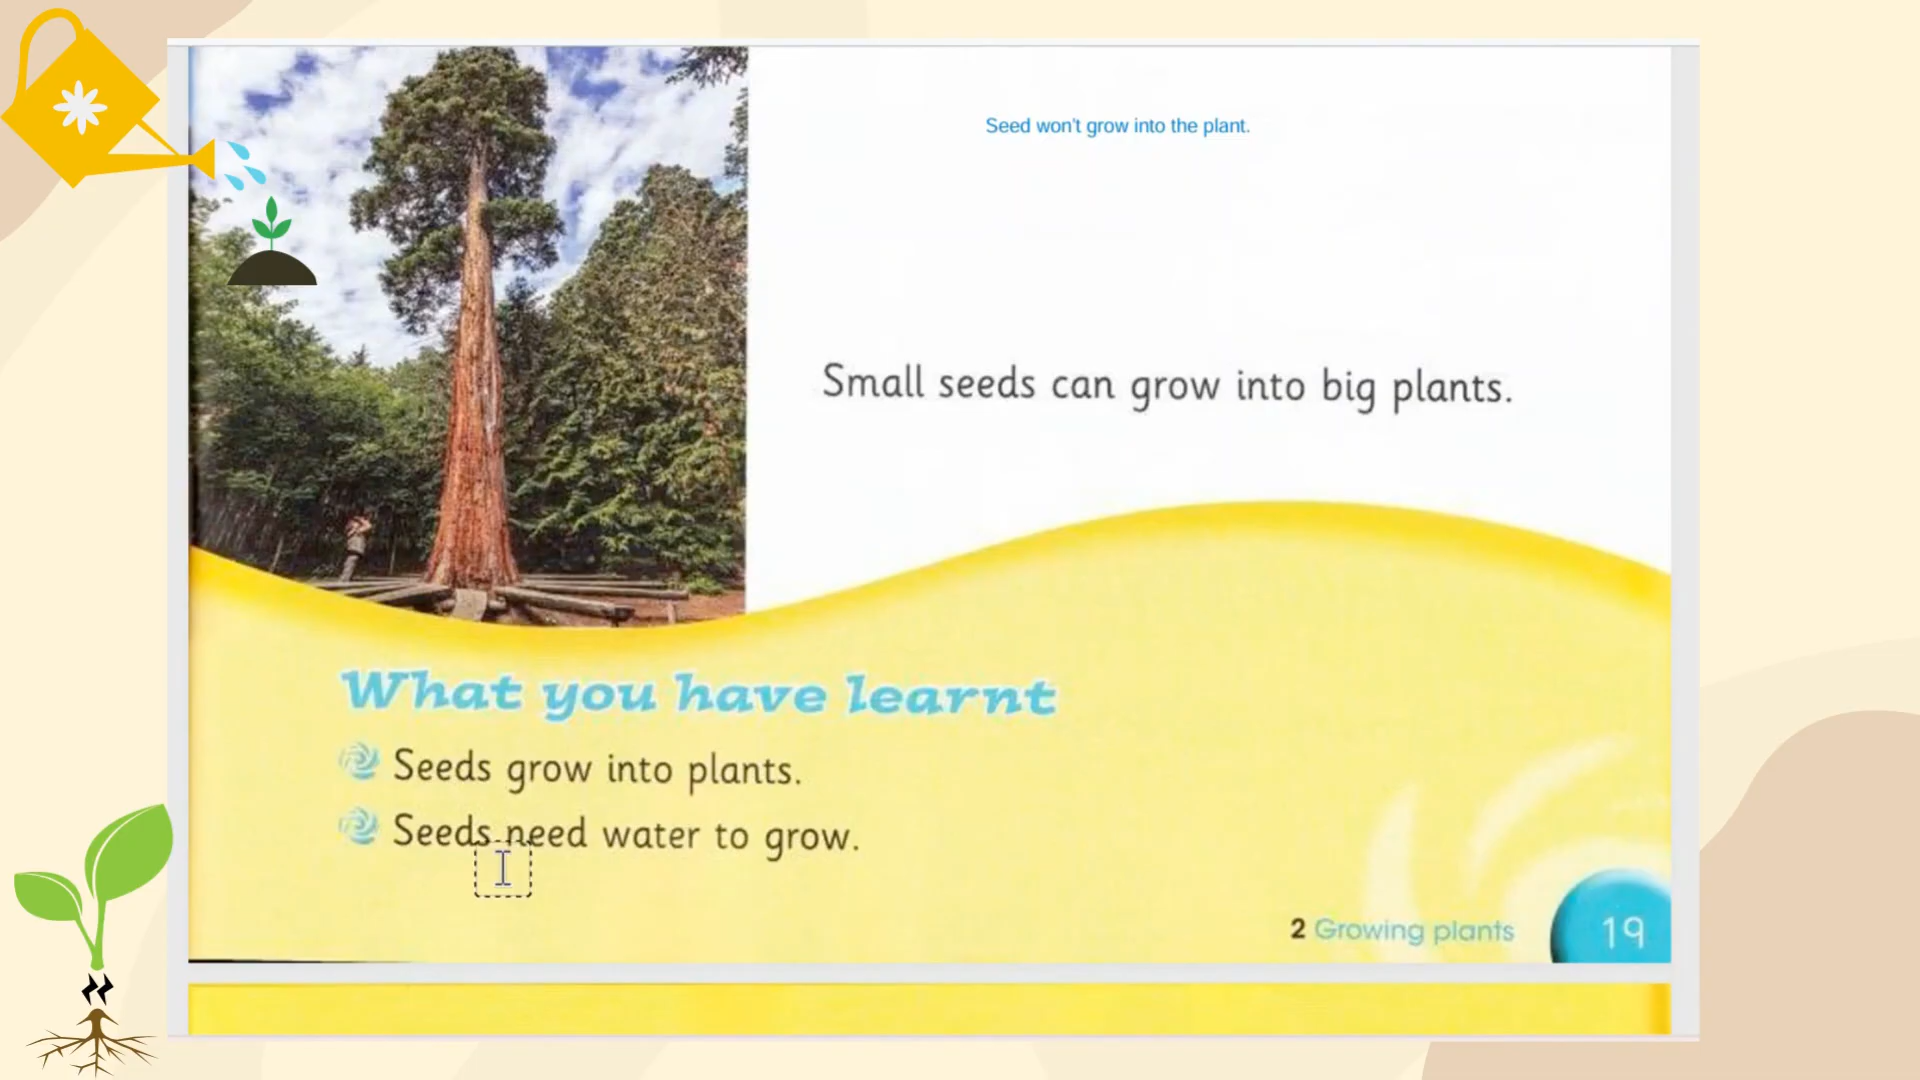 Seed won't grow into the plant.
Small seeds can grow into big plants.
What you have learnt
Seeds grow into plants.
Seeds need water to grow.
2 Growing plants
19